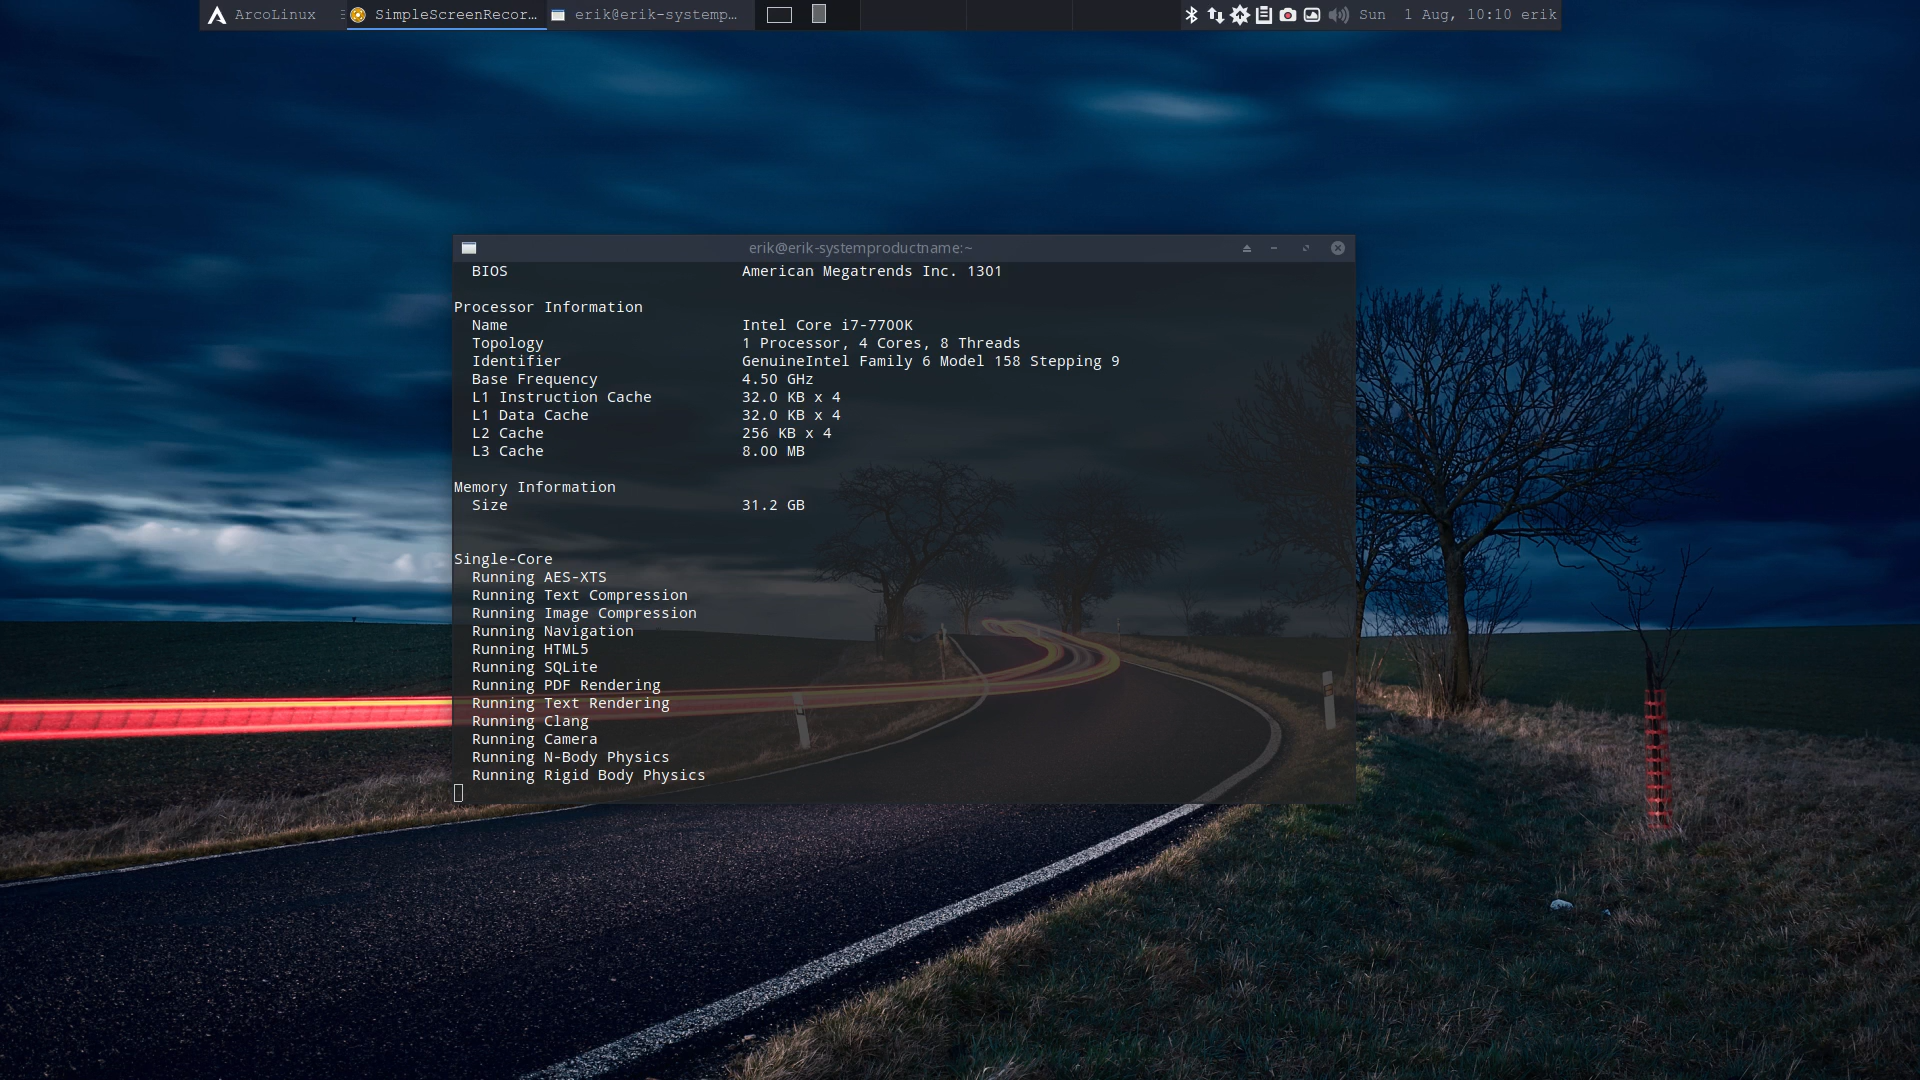 ArcoLinux
SimpleScreenRecor...
erik@erik-systemp...
Sun 1 Aug, 10:10 erik
erik@erik-systemproductname:~
BIOS American Megatrends Inc. 1301
Processor Information
Name Intel Core i7-7700K
Topology 1 Processor, 4 Cores, 8 Threads
Identifier GenuineIntel Family 6 Model 158 Stepping 9
Base Frequency 4.50 GHz
L1 Instruction Cache 32.0 KB x 4
L1 Data Cache 32.0 KB x 4
L2 Cache 256 KB x 4
L3 Cache 8.00 MB
Memory Information
Size 31.2 GB
Single-Core
Running AES-XTS
Running Text Compression
Running Image Compression
Running Navigation
Running HTML5
Running SQLite
Running PDF Rendering
Running Text Rendering
Running Clang
Running Camera
Running N-Body Physics
Running Rigid Body Physics